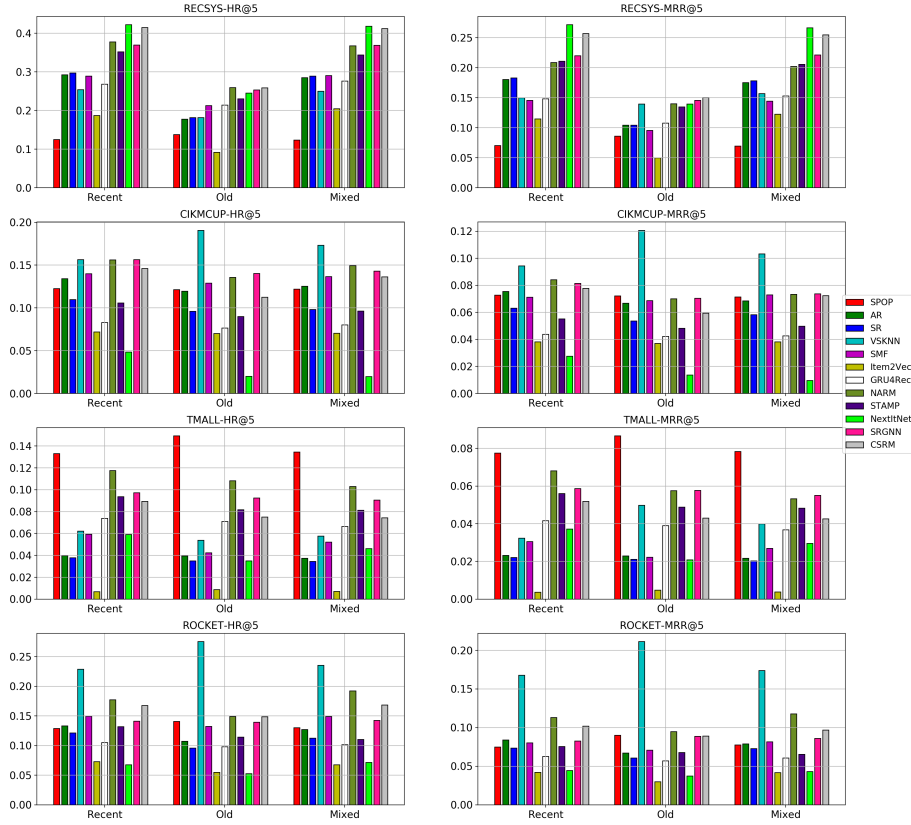 RECSYS-HR@5
0.4
0.3
0.2
0.1
0.0
Recent Old Mixed
RECSYS-MRR@5
0.25
0.20
0.15
0.10
0.05
0.00
Recent Old Mixed
CIKMCUP-HR@5
0.20
0.15
0.10
0.05
0.00
Recent Old Mixed
CIKMCUP-MRR@5
0.12
0.10
0.08
0.06
0.04
0.02
0.00
Recent Old Mixed
SPOP
AR
SR
VSKNN
SMF
Item2Vec
GRU4Rec
NARM
STAMP
NextItNet
SRGNN
CSRM
TMALL-HR@5
0.14
0.12
0.10
0.08
0.06
0.04
0.02
0.00
Recent Old Mixed
TMALL-MRR@5
0.08
0.06
0.04
0.02
0.00
Recent Old Mixed
ROCKET-HR@5
0.25
0.20
0.15
0.10
0.05
0.00
Recent Old Mixed
ROCKET-MRR@5
0.20
0.15
0.10
0.05
0.00
Recent Old Mixed